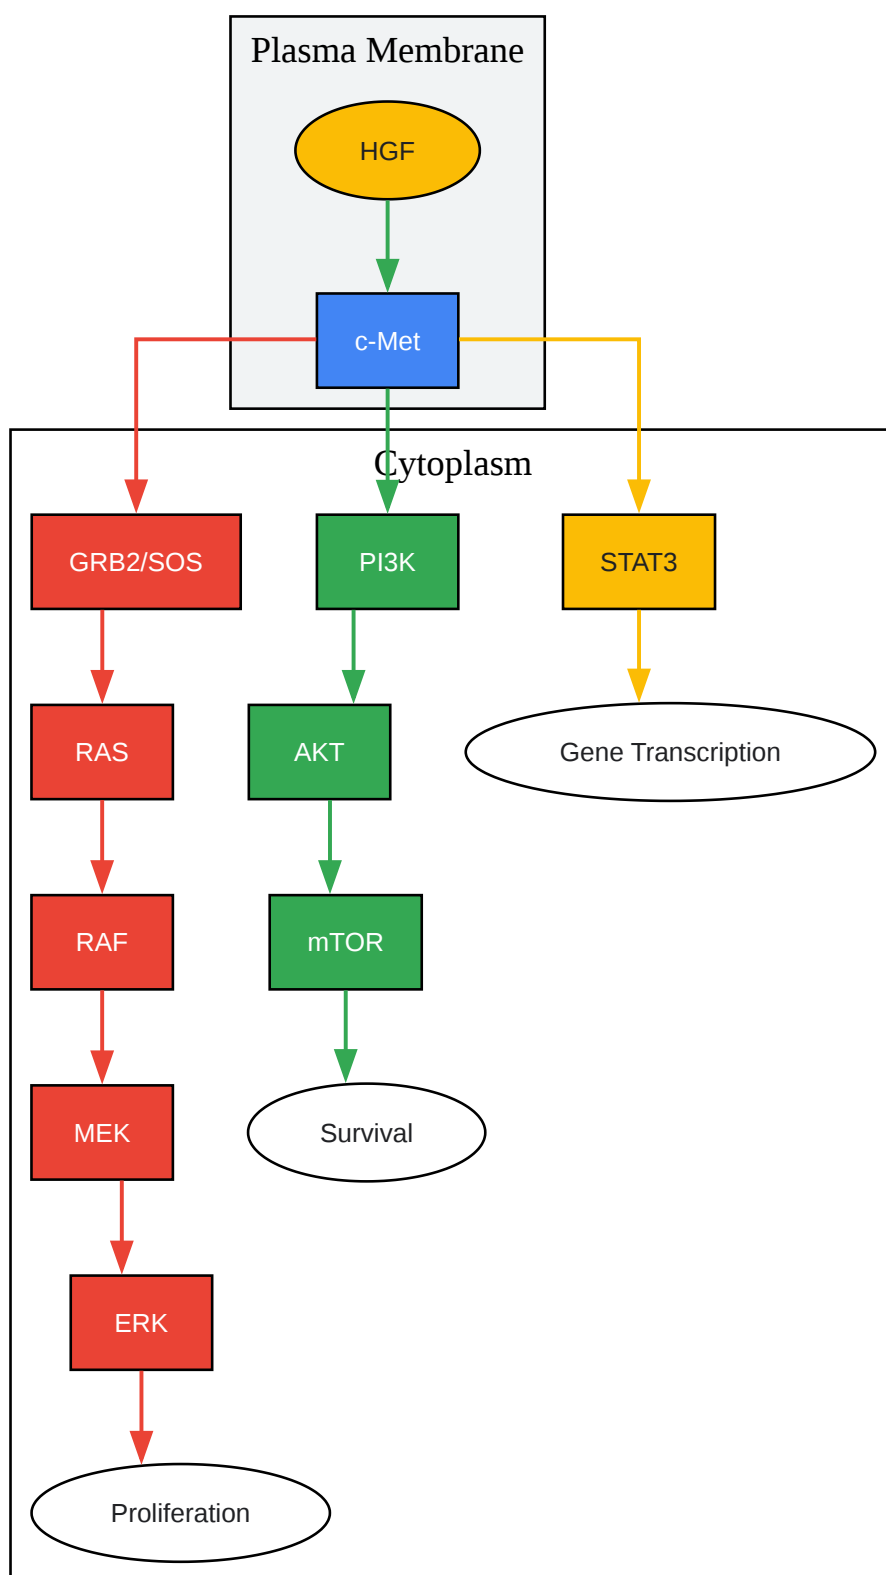 Plasma Membrane
HGF
c-Met
Cytoplasm
GRB2/SOS
PI3K
STAT3
RAS
AKT
Gene Transcription
RAF
mTOR
MEK
Survival
ERK
Proliferation